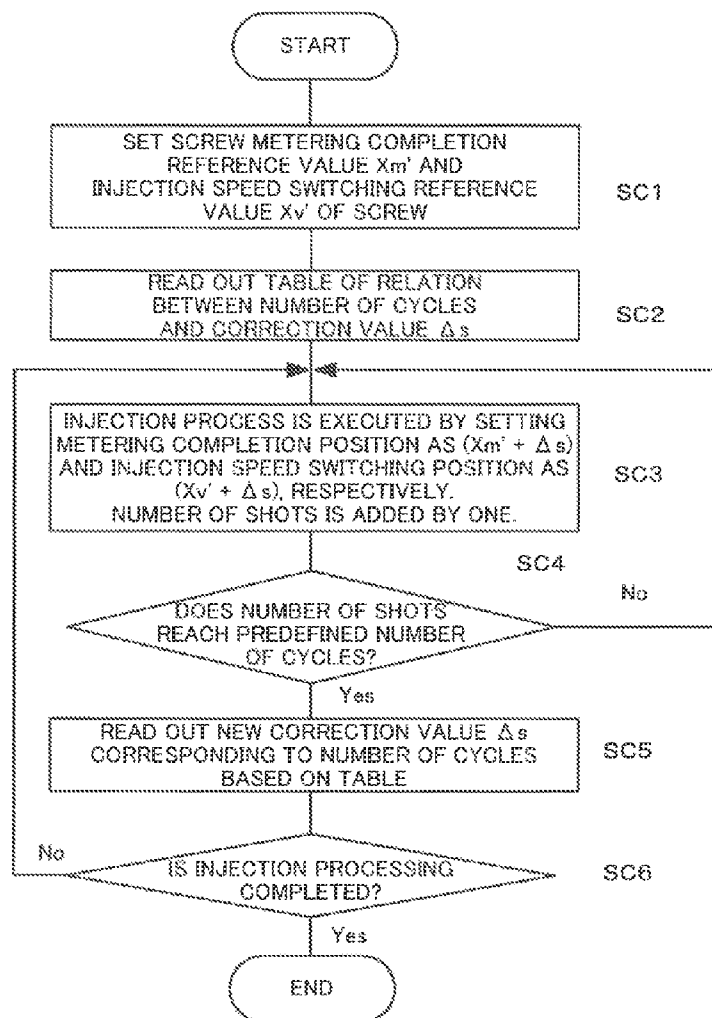 START
SET SCREW METERING COMPLETION
REFERENCE VALUE Xm' AND
INJECTION SPEED SWITCHING REFERENCE
VALUE Xv' OF SCREW
SC1
READ OUT TABLE OF RELATION
BETWEEN NUMBER OF CYCLES
AND CORRECTION VALUE Δs
SC2
INJECTION PROCESS IS EXECUTED BY SETTING
METERING COMPLETION POSITION AS (Xm' + Δs)
AND INJECTION SPEED SWITCHING POSITION AS
(Xv' + Δs), RESPECTIVELY.
NUMBER OF SHOTS IS ADDED BY ONE.
SC3
SC4
DOES NUMBER OF SHOTS
REACH PREDEFINED NUMBER
OF CYCLES?
No
Yes
READ OUT NEW CORRECTION VALUE Δs
CORRESPONDING TO NUMBER OF CYCLES
BASED ON TABLE
SC5
No
IS INJECTION PROCESSING
COMPLETED?
SC6
Yes
END